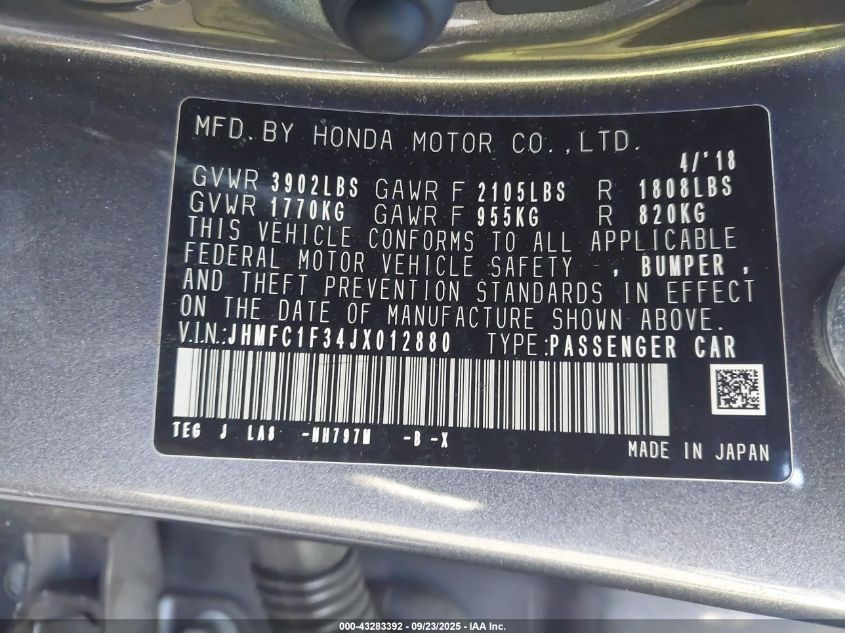 MFD. BY HONDA MOTOR CO.,LTD.
4/'18
GVWR 3902LBS GAWR F 2105LBS R 1808LBS
GVWR 1770KG GAWR F 955KG R 820KG
THIS VEHICLE CONFORMS TO ALL APPLICABLE
FEDERAL MOTOR VEHICLE SAFETY , BUMPER ,
AND THEFT PREVENTION STANDARDS IN EFFECT
ON THE DATE OF MANUFACTURE SHOWN ABOVE.
V.I.N.:JHMFC1F34JX012880 TYPE:PASSENGER CAR
TEG J LA8 -NH797M -B -X
MADE IN JAPAN
000-43283392 - 09/23/2025 - IAA Inc.